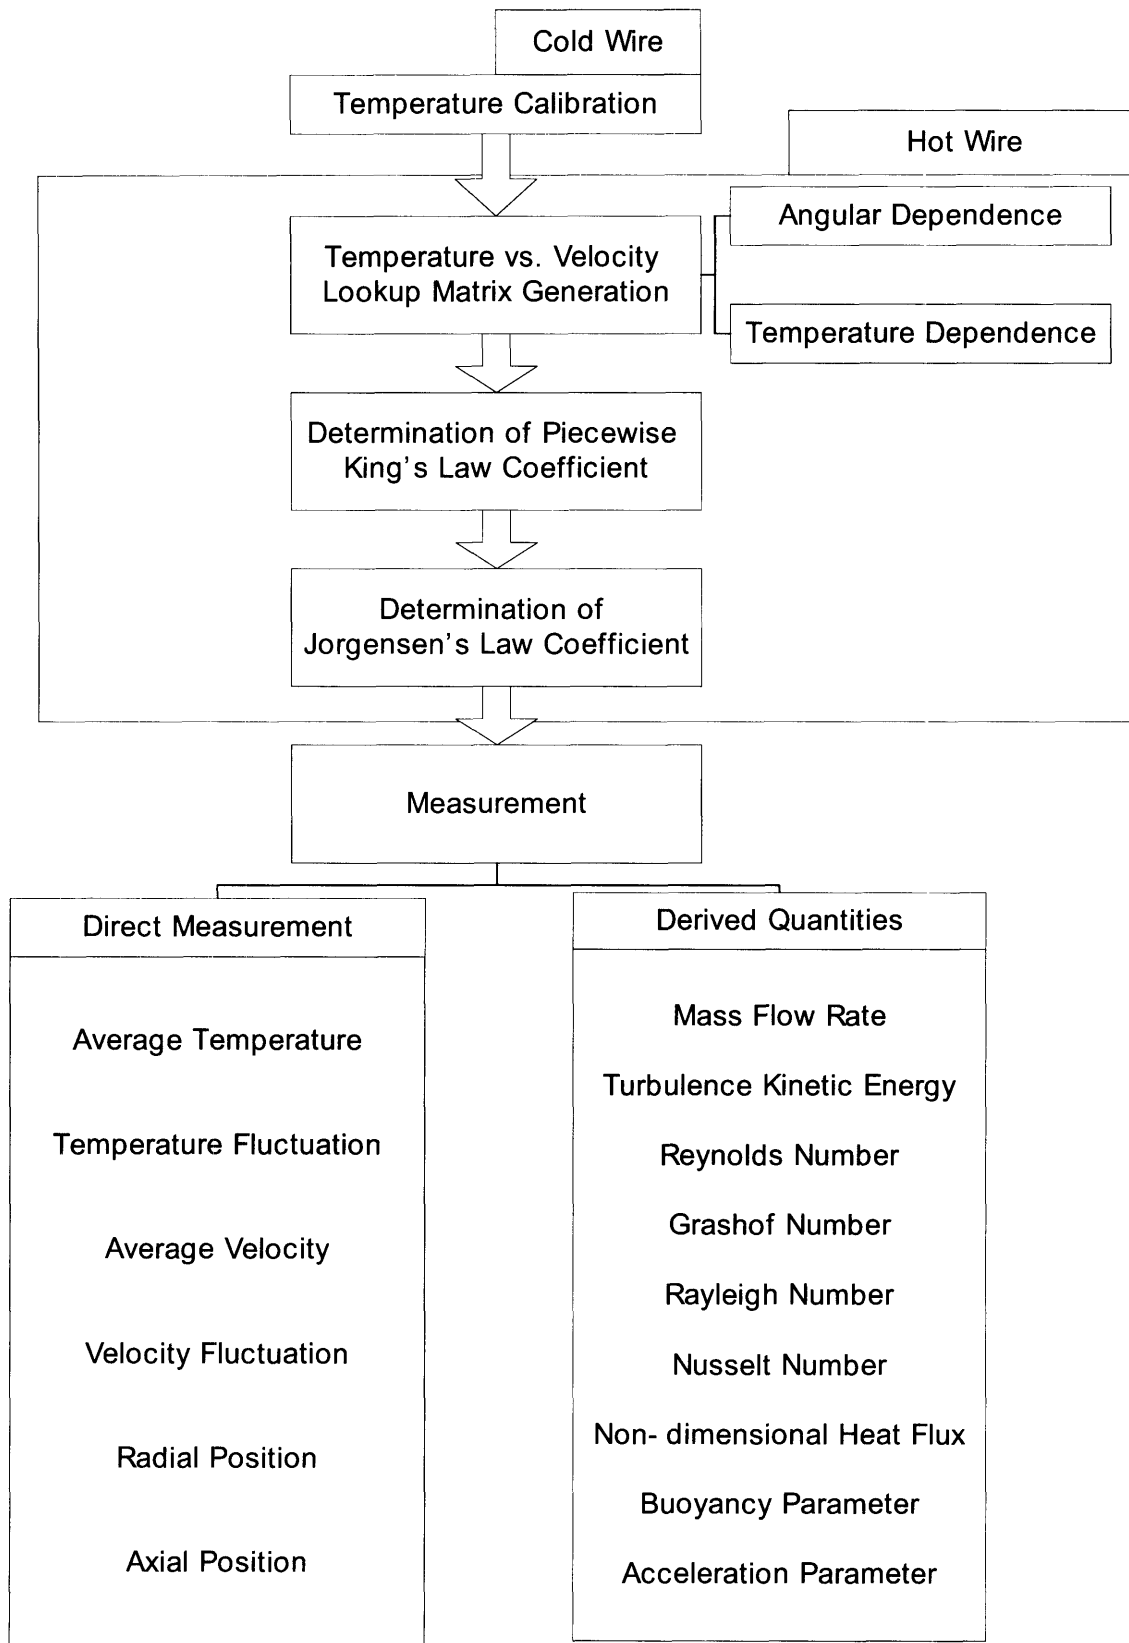 Cold Wire
Temperature Calibration
Hot Wire
Temperature vs. Velocity
Lookup Matrix Generation
Angular Dependence
Temperature Dependence
Determination of Piecewise
King's Law Coefficient
Determination of
Jorgensen's Law Coefficient
Measurement
Direct Measurement
Average Temperature
Temperature Fluctuation
Average Velocity
Velocity Fluctuation
Radial Position
Axial Position
Derived Quantities
Mass Flow Rate
Turbulence Kinetic Energy
Reynolds Number
Grashof Number
Rayleigh Number
Nusselt Number
Non- dimensional Heat Flux
Buoyancy Parameter
Acceleration Parameter